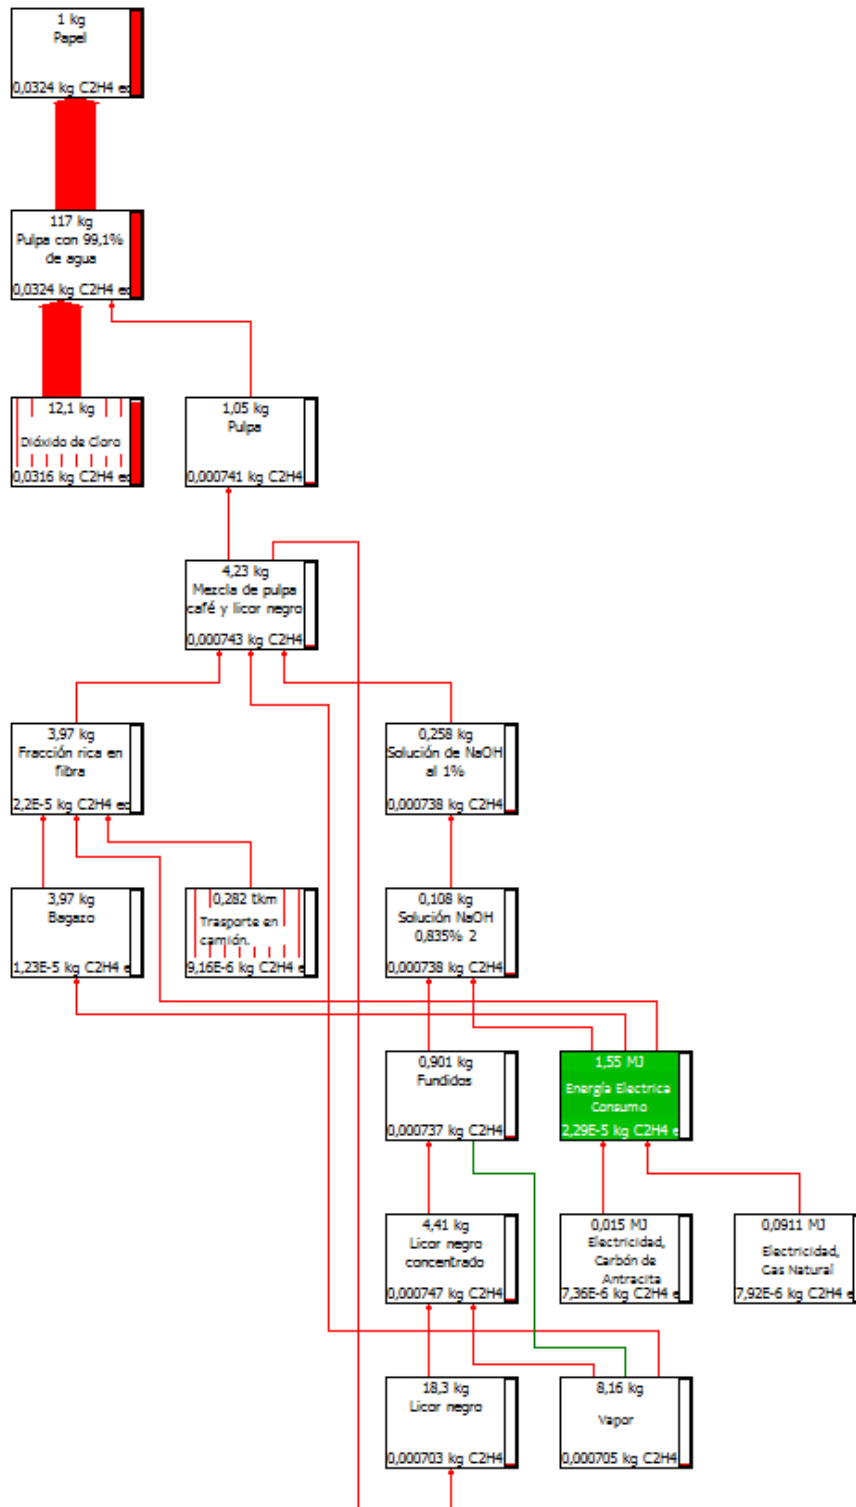 1 kg
Papel
0,0324 kg C2H4 ec
117 kg
Pulpa con 99,1%
de agua
0,0324 kg C2H4 ec
12,1 kg
Dióxido de Cloro
0,0316 kg C2H4 ec
1,05 kg
Pulpa
0,000741 kg C2H4
4,23 kg
Mezcla de pulpa
café y licor negro
0,000743 kg C2H4
3,97 kg
Fracción rica en
fibra
2,2E-5 kg C2H4 ec
0,258 kg
Solución de NaOH
al 1%
0,000738 kg C2H4
3,97 kg
Bagazo
1,23E-5 kg C2H4 e
0,282 tkm
Trasporte en
camión.
9,16E-6 kg C2H4 e
0,108 kg
Solución NaOH
0,835% 2
0,000738 kg C2H4
0,901 kg
Fundidos
0,000737 kg C2H4
1,55 MJ
Energía Electrica
Consumo
2,29E-5 kg C2H4 e
4,41 kg
Licor negro
concentrado
0,000747 kg C2H4
0,015 MJ
Electricidad,
Carbón de
Antracita
7,36E-6 kg C2H4 e
0,0911 MJ
Electricidad,
Gas Natural
7,92E-6 kg C2H4 e
18,3 kg
Licor negro
0,000703 kg C2H4
8,16 kg
Vapor
0,000705 kg C2H4